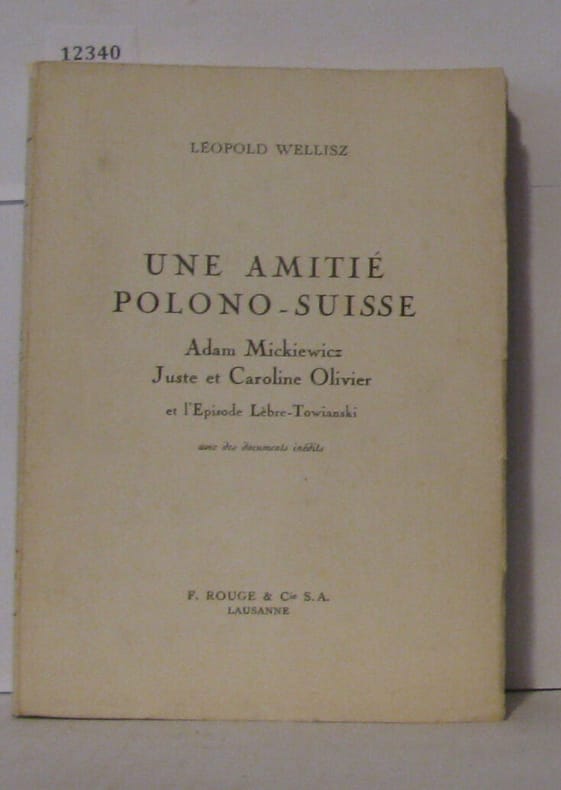 12340
LÉOPOLD WELLISZ
UNE AMITIÉ
POLONO-SUISSE
Adam Mickiewicz
Juste et Caroline Olivier
et l'Episode Lèbre-Towianski
avec des documents inédits
F. ROUGE & Cie S. A.
LAUSANNE